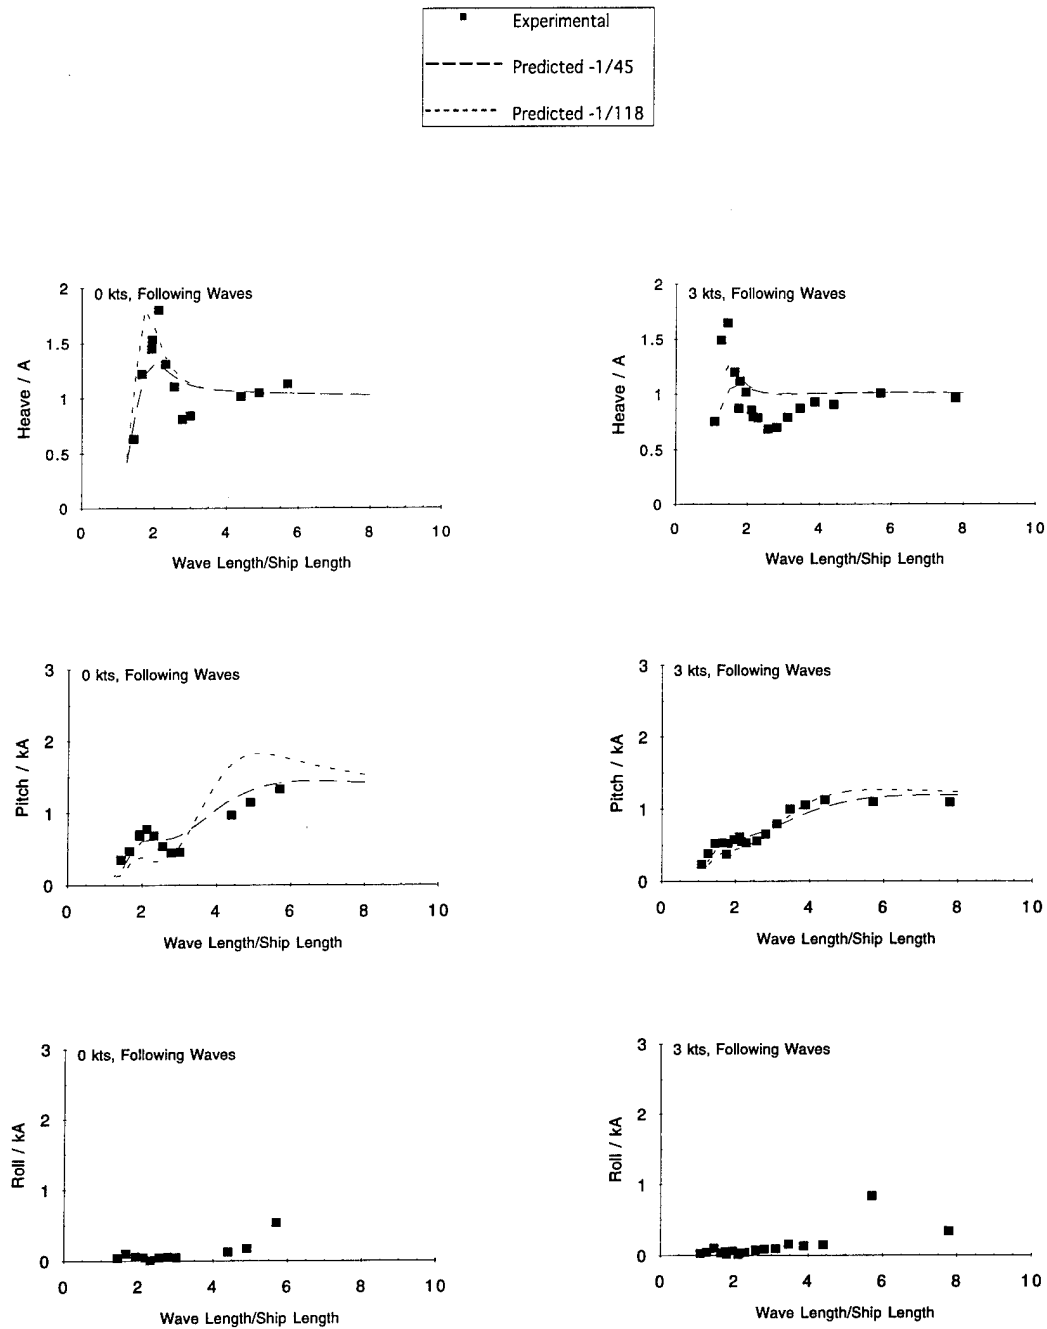 Experimental
Predicted -1/45
Predicted -1/118
2
1.5
1
0.5
0
Heave / A
0 kts, Following Waves
0 2 4 6 8 10
Wave Length/Ship Length
2
1.5
1
0.5
0
Heave / A
3 kts, Following Waves
0 2 4 6 8 10
Wave Length/Ship Length
3
2
1
0
Pitch / kA
0 kts, Following Waves
0 2 4 6 8 10
Wave Length/Ship Length
3
2
1
0
Pitch / kA
3 kts, Following Waves
0 2 4 6 8 10
Wave Length/Ship Length
3
2
1
0
Roll / kA
0 kts, Following Waves
0 2 4 6 8 10
Wave Length/Ship Length
3
2
1
0
Roll / kA
3 kts, Following Waves
0 2 4 6 8 10
Wave Length/Ship Length